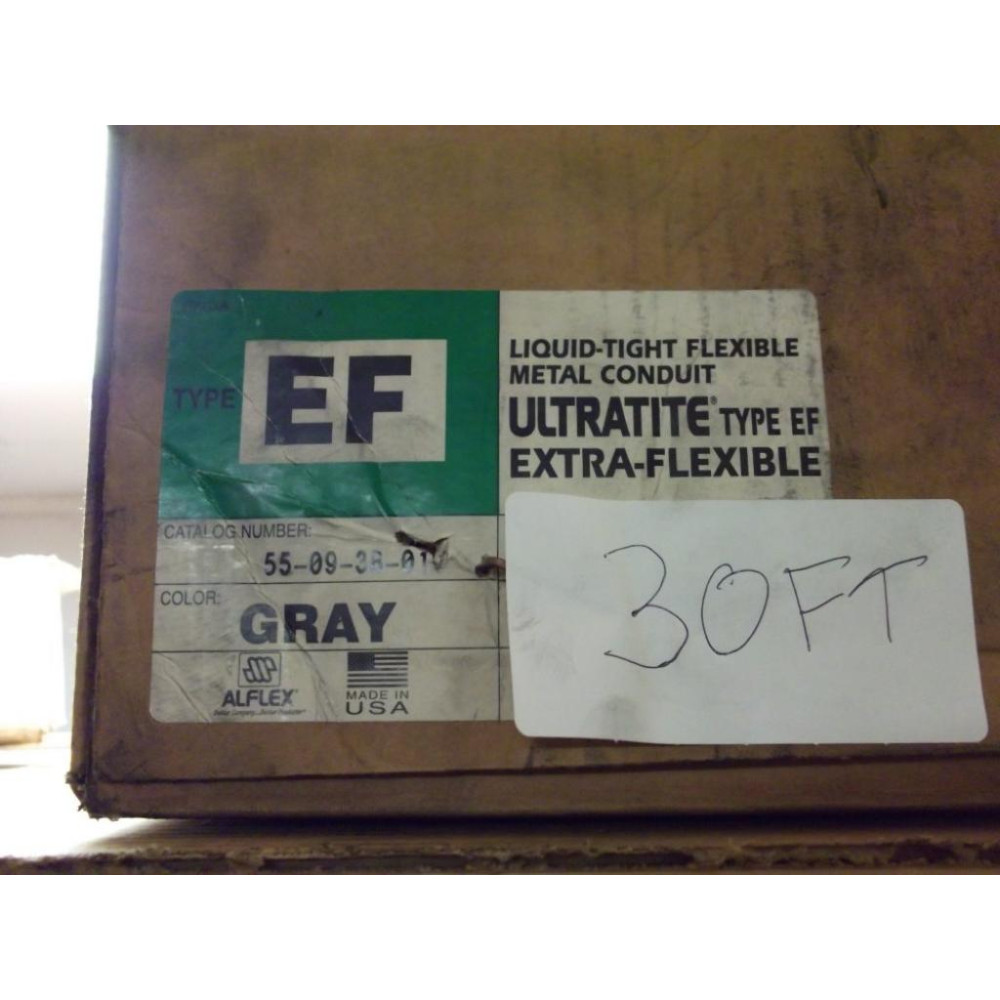 TYPE EF
LIQUID-TIGHT FLEXIBLE
METAL CONDUIT
ULTRATITE® TYPE EF
EXTRA-FLEXIBLE
CATALOG NUMBER:
COLOR:
GRAY
ALFLEX®
MADE IN
USA
30FT